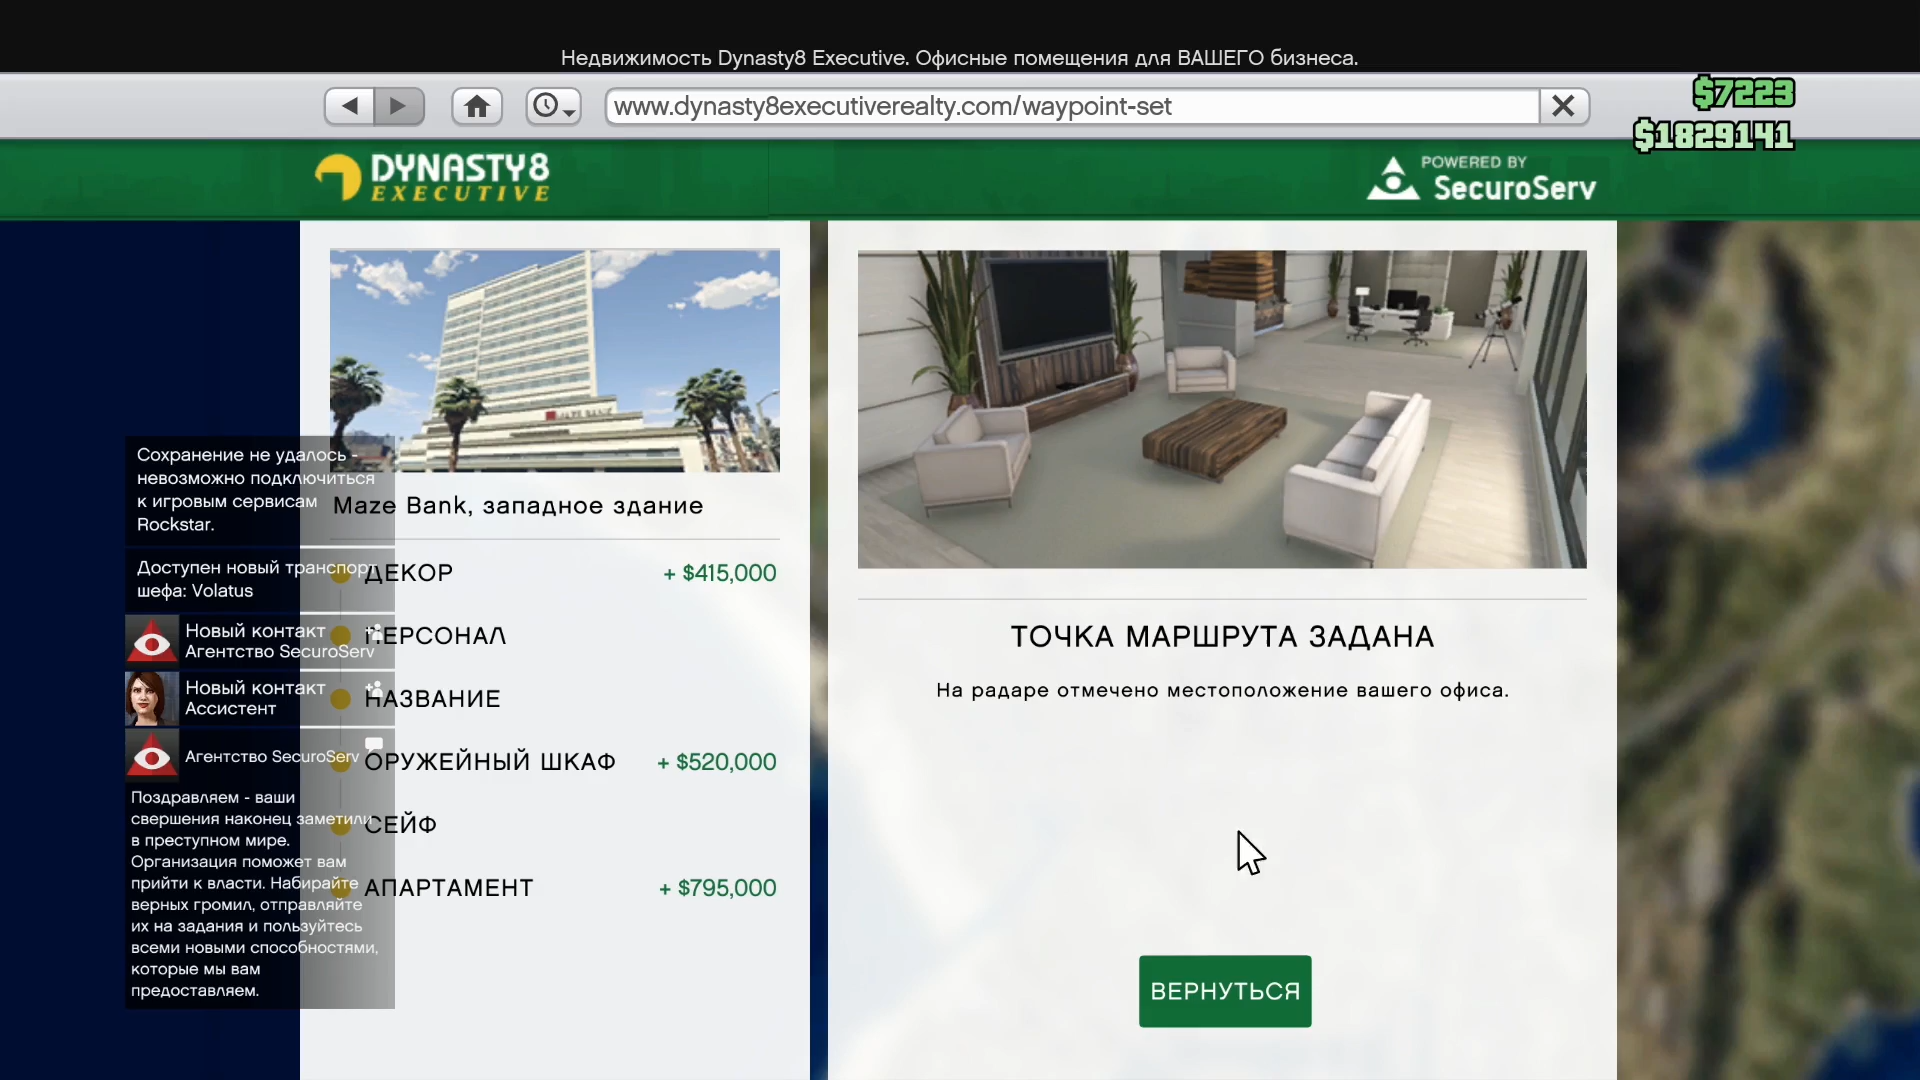 Недвижимость Dynasty8 Executive. Офисные помещения для ВАШЕГО бизнеса.
www.dynasty8executiverealty.com/waypoint-set
$7223
$1829141
DYNASTY8
EXECUTIVE
POWERED BY
SecuroServ
MAZE BANK
Maze Bank, западное здание
ДЕКОР + $415,000
ПЕРСОНАЛ
НАЗВАНИЕ
ОРУЖЕЙНЫЙ ШКАФ + $520,000
СЕЙФ
АПАРТАМЕНТ + $795,000
Сохранение не удалось -
невозможно подключиться
к игровым сервисам
Rockstar.
Доступен новый транспорт
шефа: Volatus
Новый контакт
Агентство SecuroServ
Новый контакт
Ассистент
Агентство SecuroServ
Поздравляем - ваши
свершения наконец заметили
в преступном мире.
Организация поможет вам
прийти к власти. Набирайте
верных громил, отправляйте
их на задания и пользуйтесь
всеми новыми способностями,
которые мы вам
предоставляем.
ТОЧКА МАРШРУТА ЗАДАНА
На радаре отмечено местоположение вашего офиса.
ВЕРНУТЬСЯ